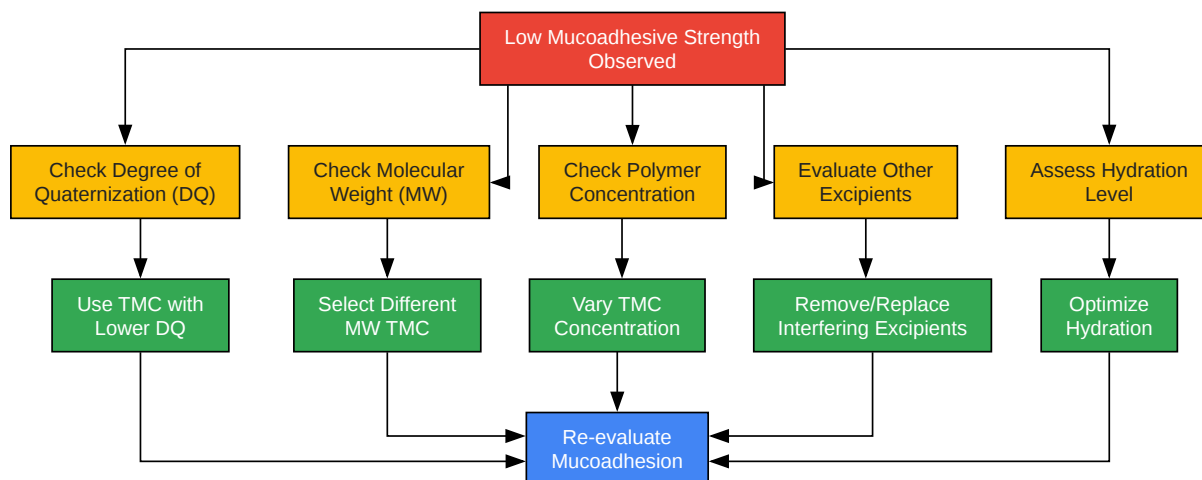 Low Mucoadhesive Strength
Observed
Check Degree of
Quaternization (DQ)
Check Molecular
Weight (MW)
Check Polymer
Concentration
Evaluate Other
Excipients
Assess Hydration
Level
Use TMC with
Lower DQ
Select Different
MW TMC
Vary TMC
Concentration
Remove/Replace
Interfering Excipients
Optimize
Hydration
Re-evaluate
Mucoadhesion